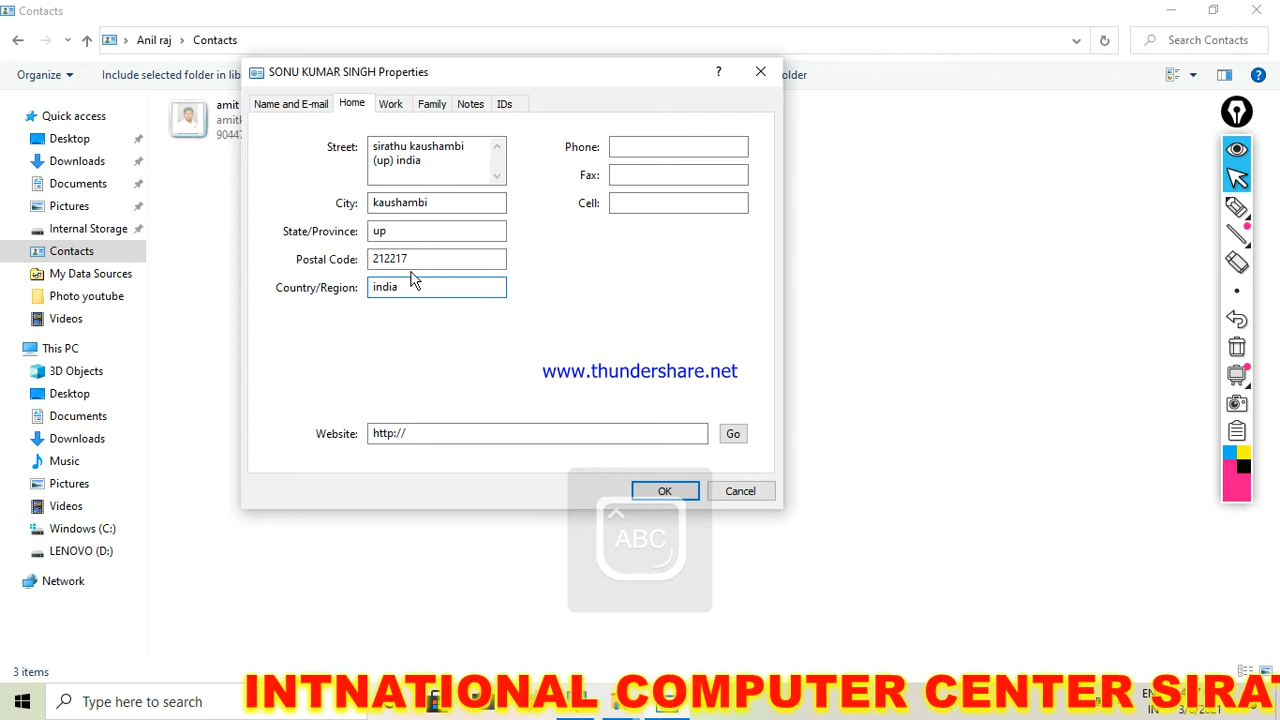 Contacts
Anil raj
Contacts
Search Contacts
Organize
Include selected folder in lib
older
SONU KUMAR SINGH Properties
?
Name and E-mail
Home
Work
Family
Notes
IDs
Street:
sirathu kaushambi
(up) india
City:
kaushambi
State/Province:
up
Postal Code:
212217
Country/Region:
india
Phone:
Fax:
Cell:
www.thundershare.net
Website:
http://
Go
OK
Cancel
ABC
amit
amitk
9044
Quick access
Desktop
Downloads
Documents
Pictures
Internal Storage
Contacts
My Data Sources
Photo youtube
Videos
This PC
3D Objects
Desktop
Documents
Downloads
Music
Pictures
Videos
Windows (C:)
LENOVO (D:)
Network
3 items
Type here to search
INTNATIONAL COMPUTER CENTER SIRAT